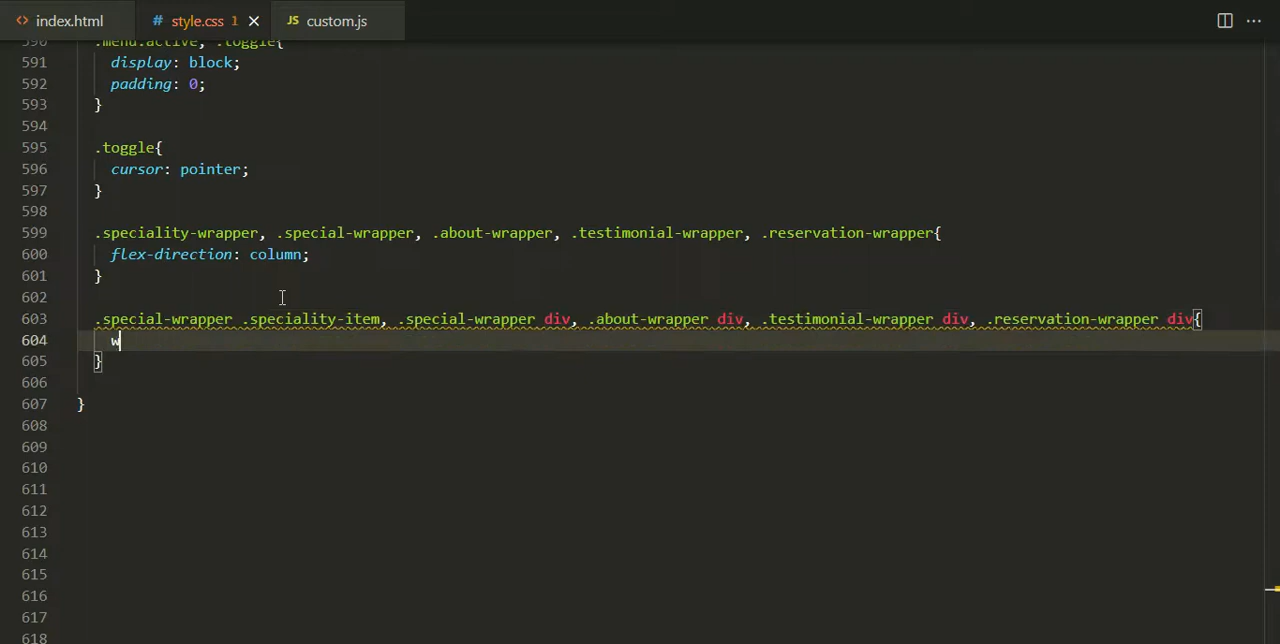 index.html # style.css 1 × JS custom.js ...
590 .menu.active, .toggle{
591 display: block;
592 padding: 0;
593 }
594
595 .toggle{
596 cursor: pointer;
597 }
598
599 .speciality-wrapper, .special-wrapper, .about-wrapper, .testimonial-wrapper, .reservation-wrapper{
600 flex-direction: column;
601 }
602
603 .special-wrapper .speciality-item, .special-wrapper div, .about-wrapper div, .testimonial-wrapper div, .reservation-wrapper div{
604 w
605 }
606
607 }
608
609
610
611
612
613
614
615
616
617
618